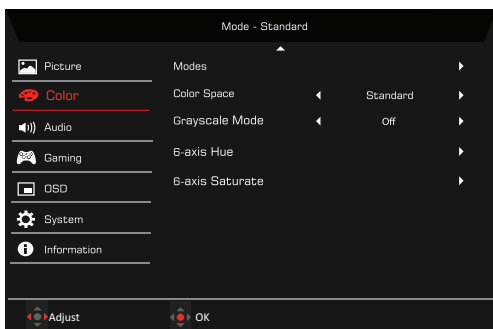 Mode - Standard
Picture
Modes
Color
Color Space Standard
Audio
Grayscale Mode Off
Gaming
6-axis Hue
OSD
6-axis Saturate
System
Information
Adjust OK